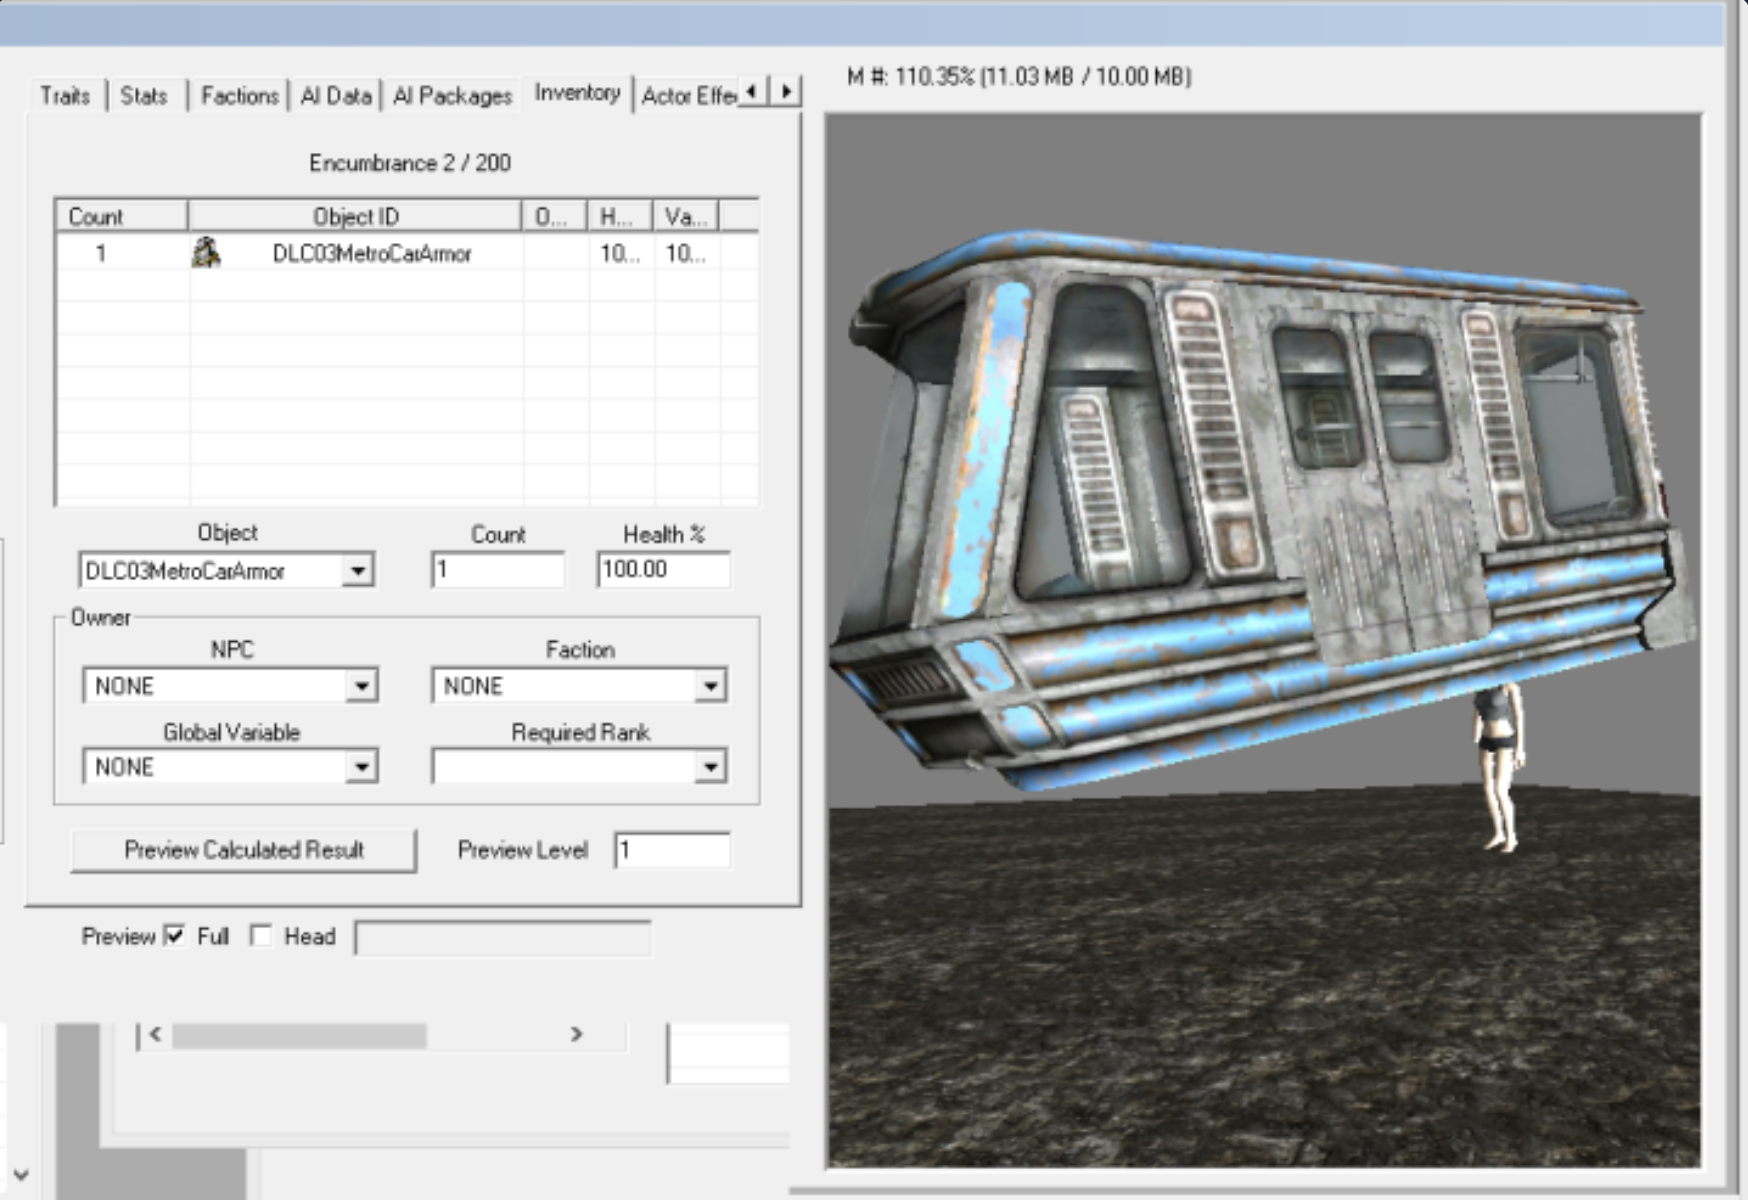 M #: 110.35% (11.03 MB / 10.00 MB)
Traits Stats Factions AI Data AI Packages Inventory Actor Effe
Encumbrance 2 / 200
Count Object ID O... H... Va...
1 DLC03MetroCarArmor 10... 10...
Object Count Health %
DLC03MetroCarArmor 1 100.00
Owner
NPC Faction
NONE NONE
Global Variable Required Rank
NONE
Preview Calculated Result Preview Level 1
Preview Full Head